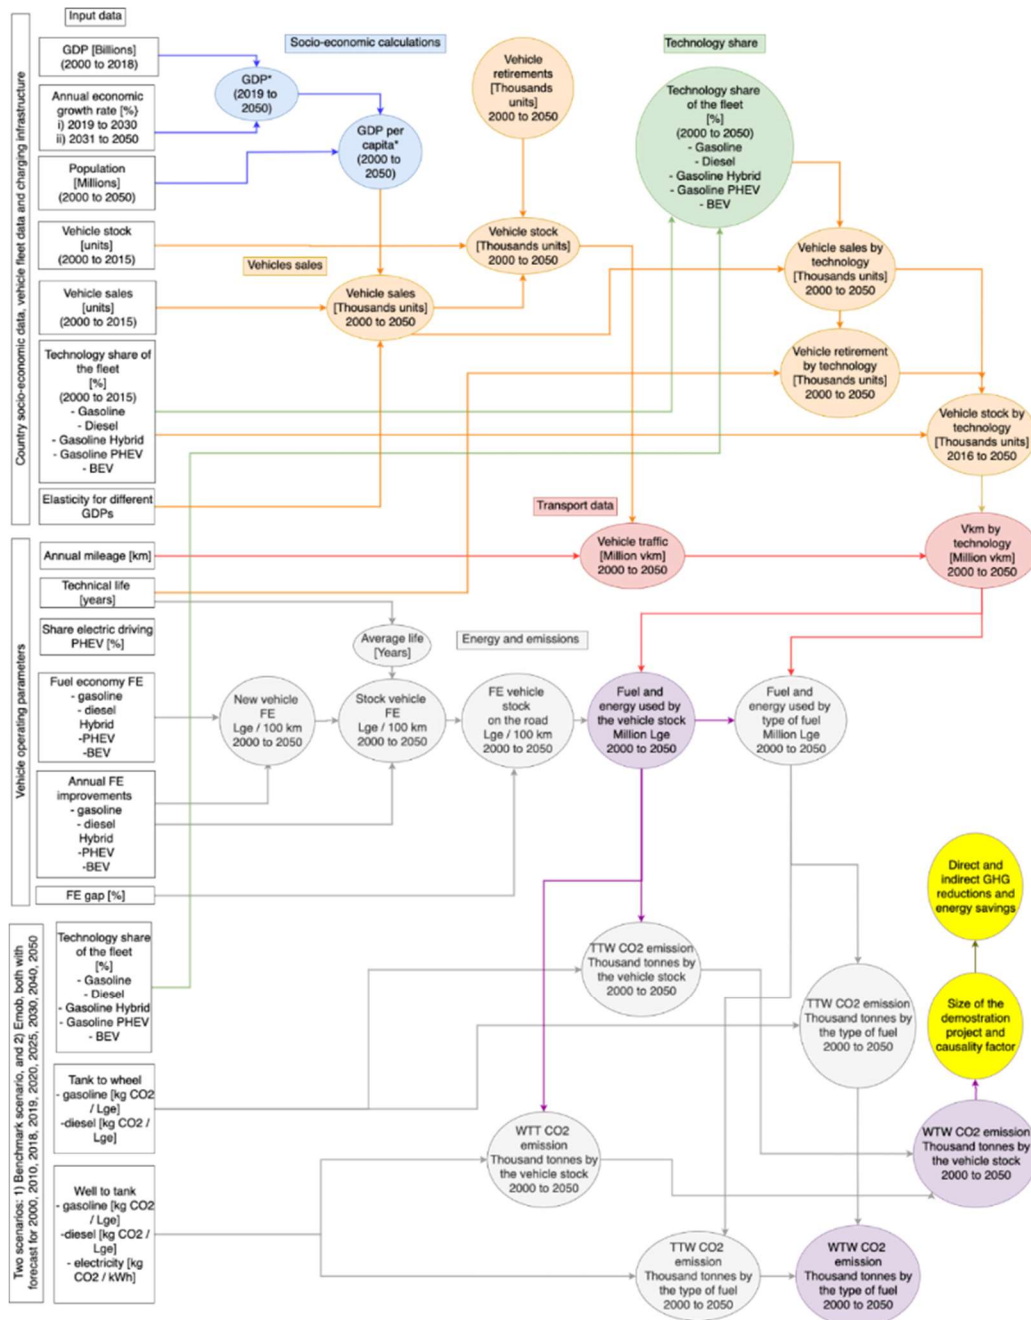 Input data
Country socio-economic data, vehicle fleet data and charging infrastructure
GDP [Billions]
(2000 to 2018)
Annual economic
growth rate [%}
i) 2019 to 2030
ii) 2031 to 2050
Population
[Millions]
(2000 to 2050)
Vehicle stock
[units]
(2000 to 2015)
Vehicle sales
[units]
(2000 to 2015)
Technology share of
the fleet
[%]
(2000 to 2015)
- Gasoline
- Diesel
- Gasoline Hybrid
- Gasoline PHEV
- BEV
Elasticity for different
GDPs
Socio-economic calculations
GDP*
(2019 to
2050)
GDP per
capita*
(2000 to
2050)
Vehicle
retirements
[Thousands
units]
2000 to 2050
Technology share
Technology share
of the fleet
[%]
(2000 to 2050)
- Gasoline
- Diesel
- Gasoline Hybrid
- Gasoline PHEV
- BEV
Vehicles sales
Vehicle stock
[Thousands units]
2000 to 2050
Vehicle sales
[Thousands units]
2000 to 2050
Vehicle sales by
technology
[Thousands units]
2000 to 2050
Vehicle retirement
by technology
[Thousands units]
2000 to 2050
Vehicle stock by
technology
[Thousands units]
2016 to 2050
Transport data
Vehicle traffic
[Million vkm]
2000 to 2050
Vkm by
technology
[Million vkm]
2000 to 2050
Vehicle operating parameters
Annual mileage [km]
Technical life
[years]
Share electric driving
PHEV [%]
Fuel economy FE
- gasoline
- diesel
Hybrid
-PHEV
-BEV
Annual FE
improvements
- gasoline
- diesel
Hybrid
-PHEV
-BEV
FE gap [%]
Average life
[Years]
Energy and emissions
New vehicle
FE
Lge / 100 km
2000 to 2050
Stock vehicle
FE
Lge / 100 km
2000 to 2050
FE vehicle
stock
on the road
Lge / 100 km
2000 to 2050
Fuel and
energy used by
the vehicle stock
Million Lge
2000 to 2050
Fuel and
energy used by
type of fuel
Million Lge
2000 to 2050
Two scenarios: 1) Benchmark scenario, and 2) Emob, both with
forecast for 2000, 2010, 2018, 2019, 2020, 2025, 2030, 2040, 2050
Technology share
of the fleet
[%]
- Gasoline
- Diesel
- Gasoline Hybrid
- Gasoline PHEV
- BEV
Tank to wheel
- gasoline [kg CO2
/ Lge]
-diesel [kg CO2 /
Lge]
Well to tank
- gasoline [kg CO2
/ Lge]
-diesel [kg CO2 /
Lge]
- electricity [kg
CO2 / kWh]
TTW CO2 emission
Thousand tonnes by
the vehicle stock
2000 to 2050
TTW CO2 emission
Thousand tonnes by
the type of fuel
2000 to 2050
WTT CO2
emission
Thousand tonnes by
the vehicle stock
2000 to 2050
TTW CO2
emission
Thousand tonnes by
the type of fuel
2000 to 2050
WTW CO2
emission
Thousand tonnes by
the type of fuel
2000 to 2050
Direct and
indirect GHG
reductions and
energy savings
Size of the
demostration
project and
causality factor
WTW CO2 emission
Thousand tonnes by
the vehicle stock
2000 to 2050